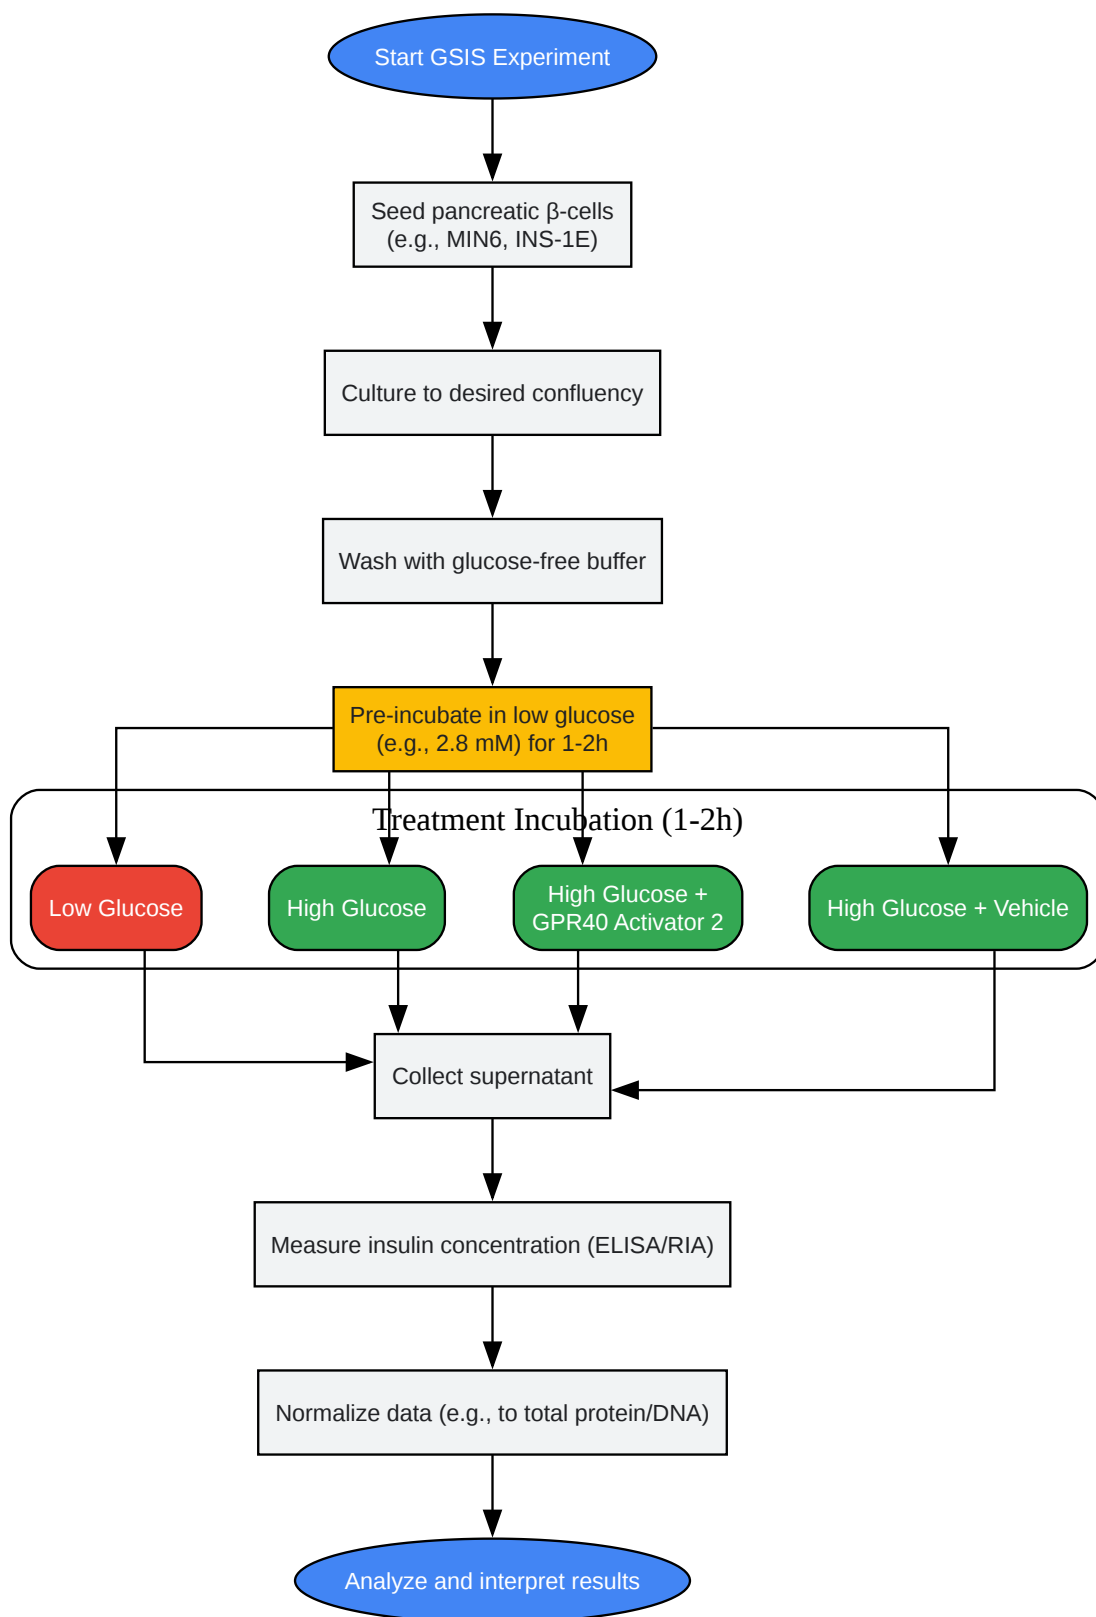 Start GSIS Experiment
Seed pancreatic β-cells
(e.g., MIN6, INS-1E)
Culture to desired confluency
Wash with glucose-free buffer
Pre-incubate in low glucose
(e.g., 2.8 mM) for 1-2h
Treatment Incubation (1-2h)
Low Glucose
High Glucose
High Glucose +
GPR40 Activator 2
High Glucose + Vehicle
Collect supernatant
Measure insulin concentration (ELISA/RIA)
Normalize data (e.g., to total protein/DNA)
Analyze and interpret results